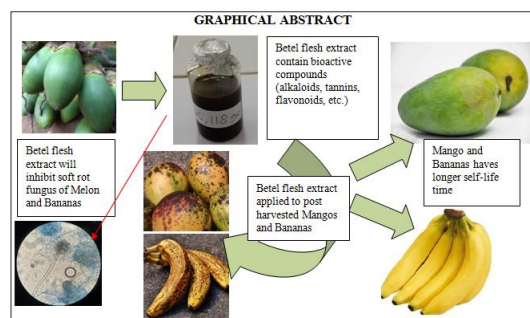 GRAPHICAL ABSTRACT
Betel flesh extract
contain bioactive
compounds
(alkaloids, tannins,
flavonoids, etc.)
Betel flesh
extract will
inhibit soft rot
fungus of Melon
and Bananas
Betel flesh extract
applied to post
harvested Mangos
and Bananas
Mango and
Bananas haves
longer self-life
time